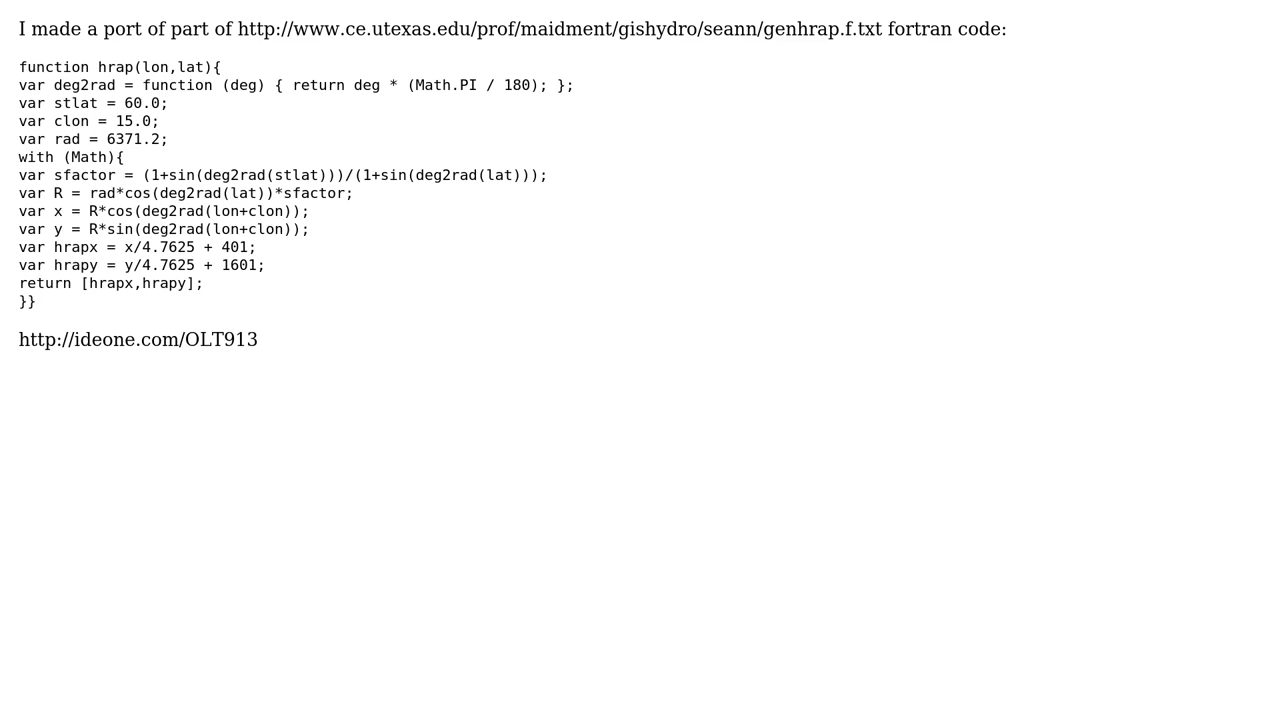 I made a port of part of http://www.ce.utexas.edu/prof/maidment/gishydro/seann/genhrap.f.txt fortran code:
function hrap(lon,lat){
var deg2rad = function (deg) { return deg * (Math.PI / 180); };
var stlat = 60.0;
var clon = 15.0;
var rad = 6371.2;
with (Math){
var sfactor = (1+sin(deg2rad(stlat)))/(1+sin(deg2rad(lat)));
var R = rad*cos(deg2rad(lat))*sfactor;
var x = R*cos(deg2rad(lon+clon));
var y = R*sin(deg2rad(lon+clon));
var hrapx = x/4.7625 + 401;
var hrapy = y/4.7625 + 1601;
return [hrapx,hrapy];
}}
http://ideone.com/OLT913